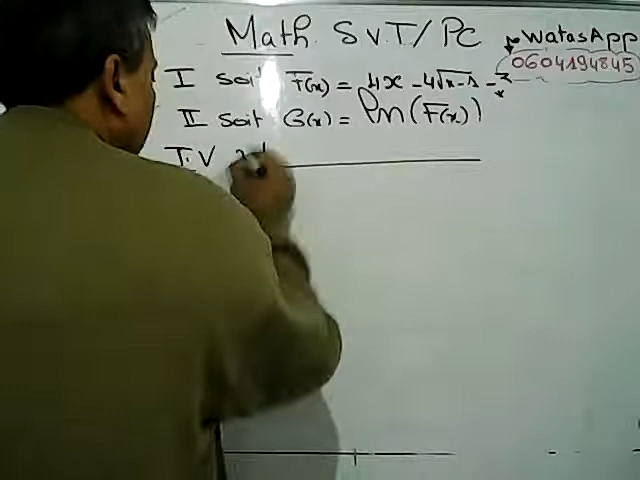 Math SVT/PC
WatasApp
0604194845
I soit F(x) = 4x - 4√x-1 - 3
II soit G(x) = ln(F(x))
T.V